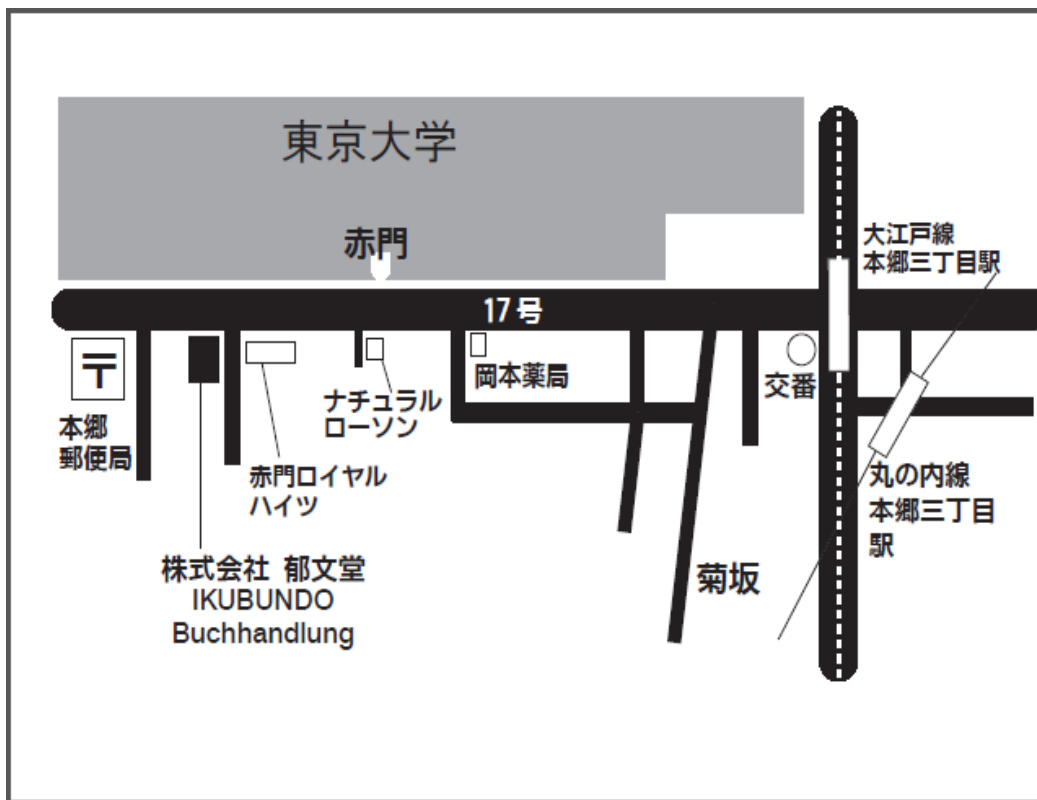 東京大学
赤門
大江戸線
本郷三丁目駅
17号
〒
本郷
郵便局
ナチュラル
ローソン
岡本薬局
交番
赤門ロイヤル
ハイツ
丸の内線
本郷三丁目
駅
株式会社 郁文堂
IKUBUNDO
Buchhandlung
菊坂